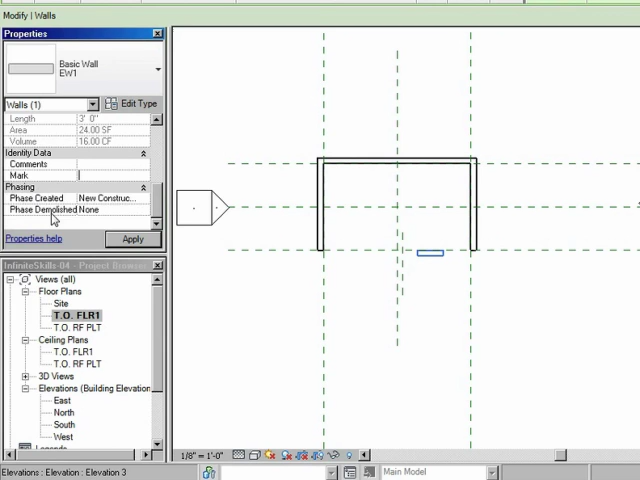 Modify | Walls
Properties
Basic Wall
EW1
Walls (1)
Edit Type
Length 3' 0"
Area 24.00 SF
Volume 16.00 CF
Identity Data
Comments
Mark
Phasing
Phase Created New Construc...
Phase Demolished None
Properties help
Apply
InfiniteSkills-04 - Project Browser
Views (all)
Floor Plans
Site
T.O. FLR1
T.O. RF PLT
Ceiling Plans
T.O. FLR1
T.O. RF PLT
3D Views
Elevations (Building Elevation
East
North
South
West
1/8" = 1'-0"
Elevations : Elevation : Elevation 3
Main Model